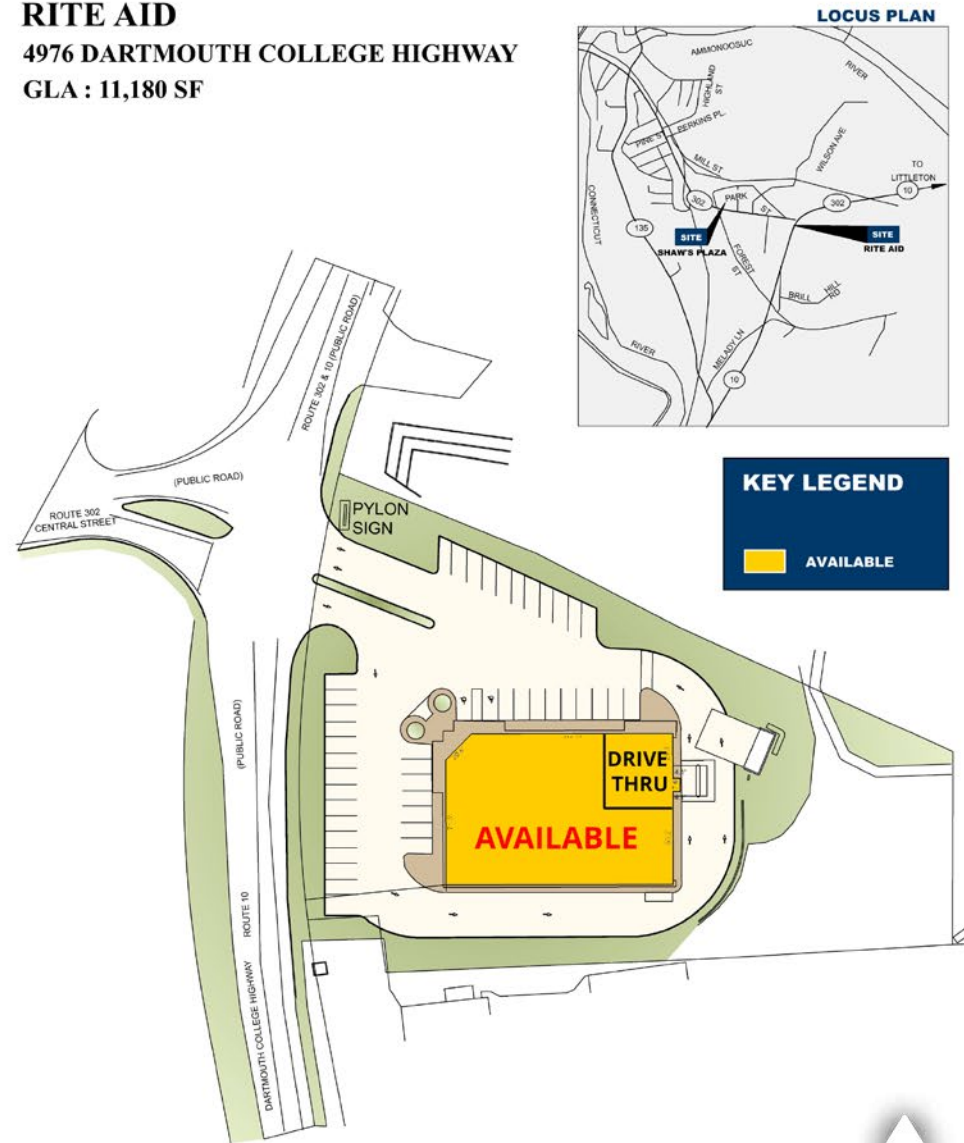 RITE AID
4976 DARTMOUTH COLLEGE HIGHWAY
GLA : 11,180 SF
LOCUS PLAN
AMMONOOSUC
RIVER
HIGHLAND
ST
PERKINS PL.
PINE S
MILL ST
WILSON AVE
TO
LITTLETON
10
302
PARK
ST
302
CONNECTICUT
135
SITE
SHAW'S PLAZA
SITE
RITE AID
FOREST
ST
BRILL
HILL
RD
RIVER
MELADY LN
10
KEY LEGEND
AVAILABLE
ROUTE 302 & 10 (PUBLIC ROAD)
(PUBLIC ROAD)
ROUTE 302
CENTRAL STREET
PYLON
SIGN
(PUBLIC ROAD)
DRIVE
THRU
AVAILABLE
DARTMOUTH COLLEGE HIGHWAY ROUTE 10